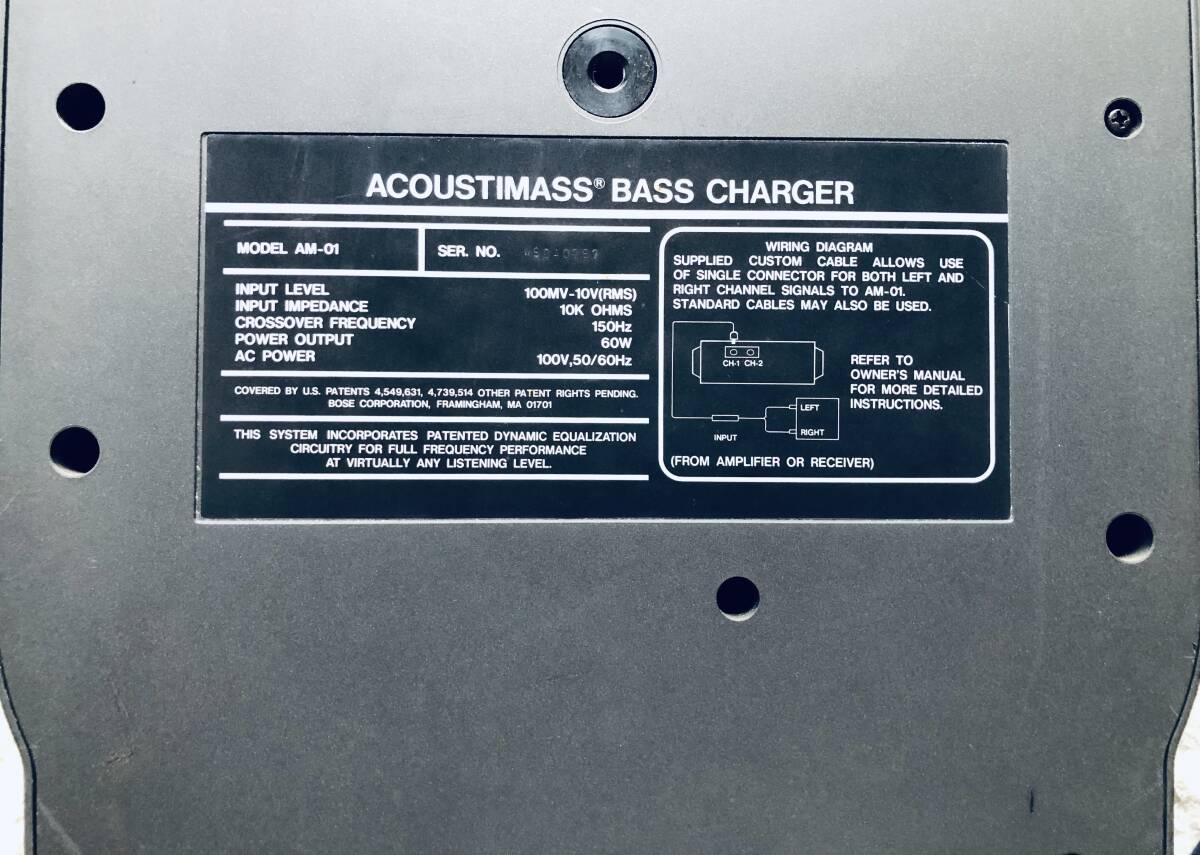 ACOUSTIMASS® BASS CHARGER
MODEL AM-01
SER. NO.
INPUT LEVEL 100MV-10V(RMS)
INPUT IMPEDANCE 10K OHMS
CROSSOVER FREQUENCY 150Hz
POWER OUTPUT 60W
AC POWER 100V,50/60Hz
COVERED BY U.S. PATENTS 4,549,631, 4,739,514 OTHER PATENT RIGHTS PENDING.
BOSE CORPORATION, FRAMINGHAM, MA 01701
THIS SYSTEM INCORPORATES PATENTED DYNAMIC EQUALIZATION
CIRCUITRY FOR FULL FREQUENCY PERFORMANCE
AT VIRTUALLY ANY LISTENING LEVEL.
WIRING DIAGRAM
SUPPLIED CUSTOM CABLE ALLOWS USE
OF SINGLE CONNECTOR FOR BOTH LEFT AND
RIGHT CHANNEL SIGNALS TO AM-01.
STANDARD CABLES MAY ALSO BE USED.
CH-1 CH-2
REFER TO
OWNER'S MANUAL
FOR MORE DETAILED
INSTRUCTIONS.
LEFT
RIGHT
INPUT
(FROM AMPLIFIER OR RECEIVER)